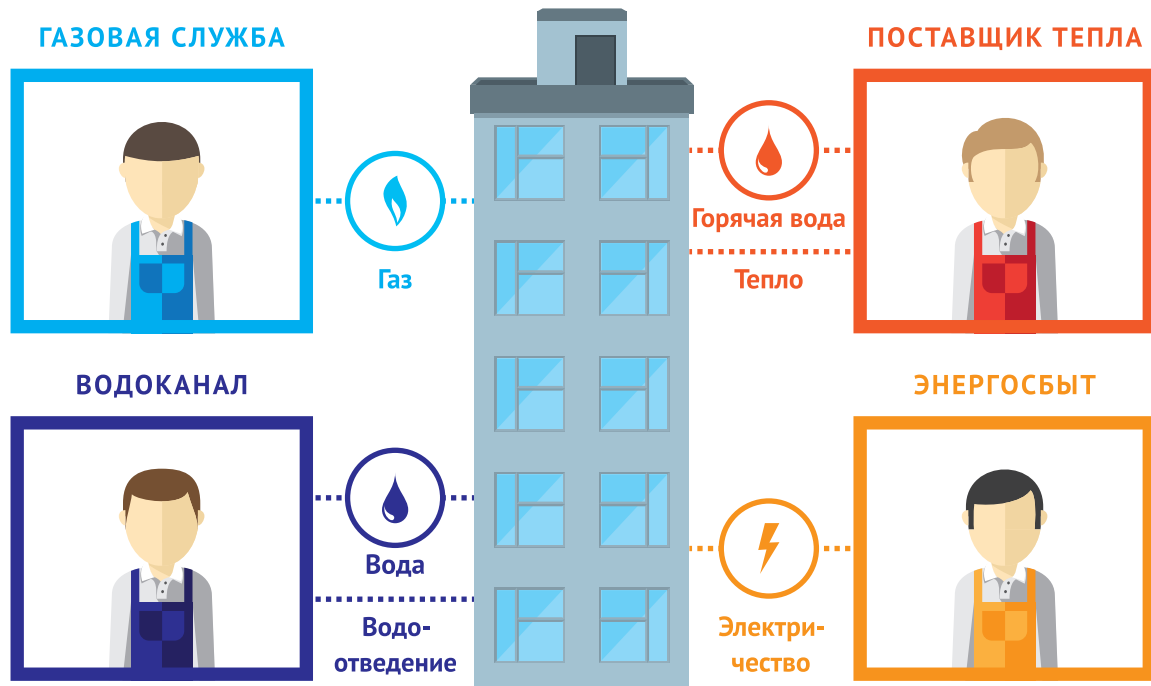 ГАЗОВАЯ СЛУЖБА
ПОСТАВЩИК ТЕПЛА
Газ
Горячая вода
Тепло
ВОДОКАНАЛ
ЭНЕРГОСБЫТ
Вода
Водо-
отведение
Электри-
чество